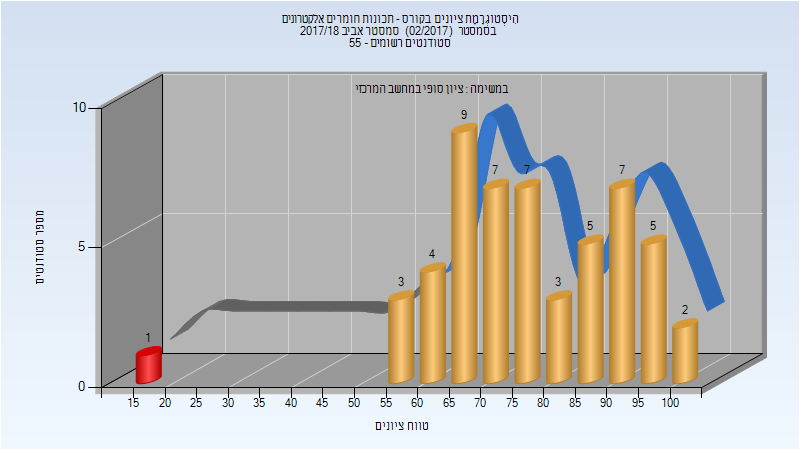 היסטוגרמת ציונים בקורס - תכונות חומרים אלקטרונים
בסמסטר (02/2017) סמסטר אביב 2017/18
סטודנטים רשומים - 55
במשימה : ציון סופי במחשב המרכזי
מספר סטודנטים
10
5
0
1
3
4
9
7
7
3
5
7
5
2
15 20 25 30 35 40 45 50 55 60 65 70 75 80 85 90 95 100
טווח ציונים